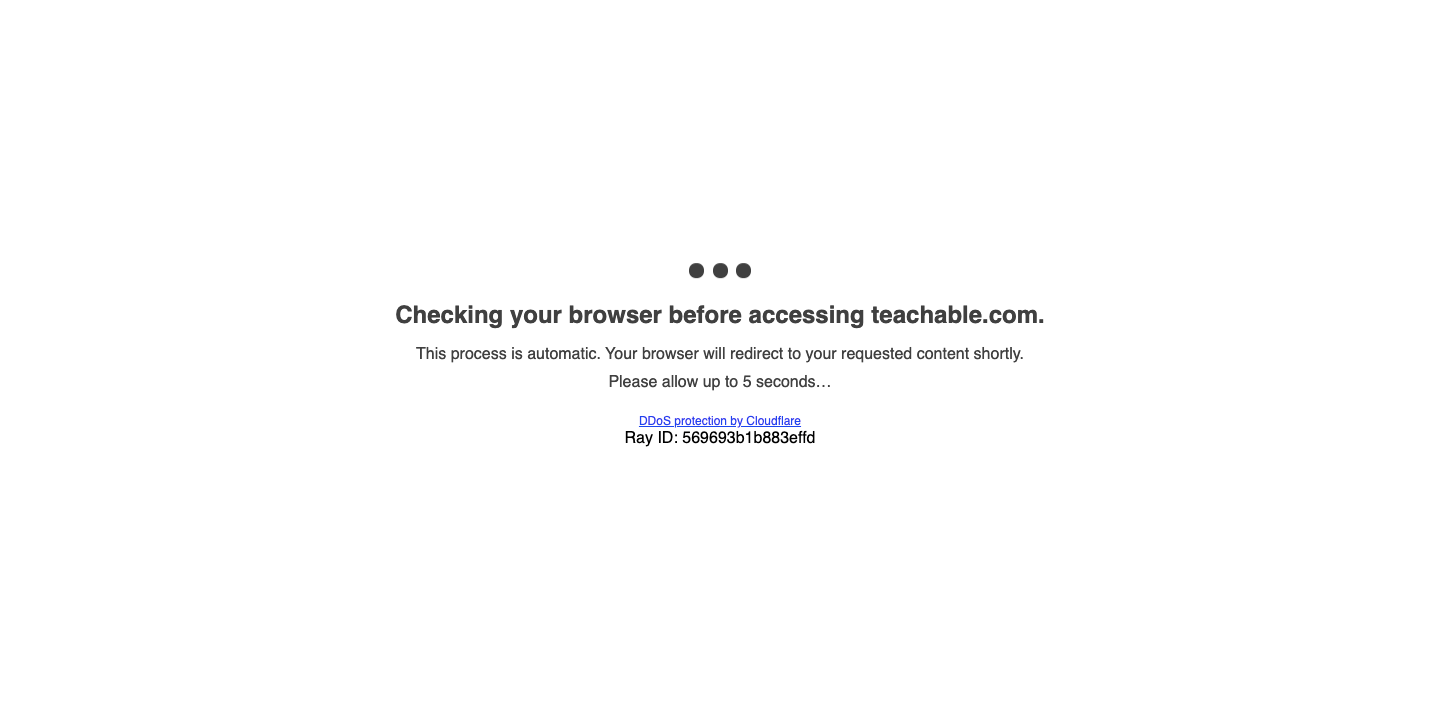 Checking your browser before accessing teachable.com.
This process is automatic. Your browser will redirect to your requested content shortly.
Please allow up to 5 seconds…
DDoS protection by Cloudflare
Ray ID: 569693b1b883effd